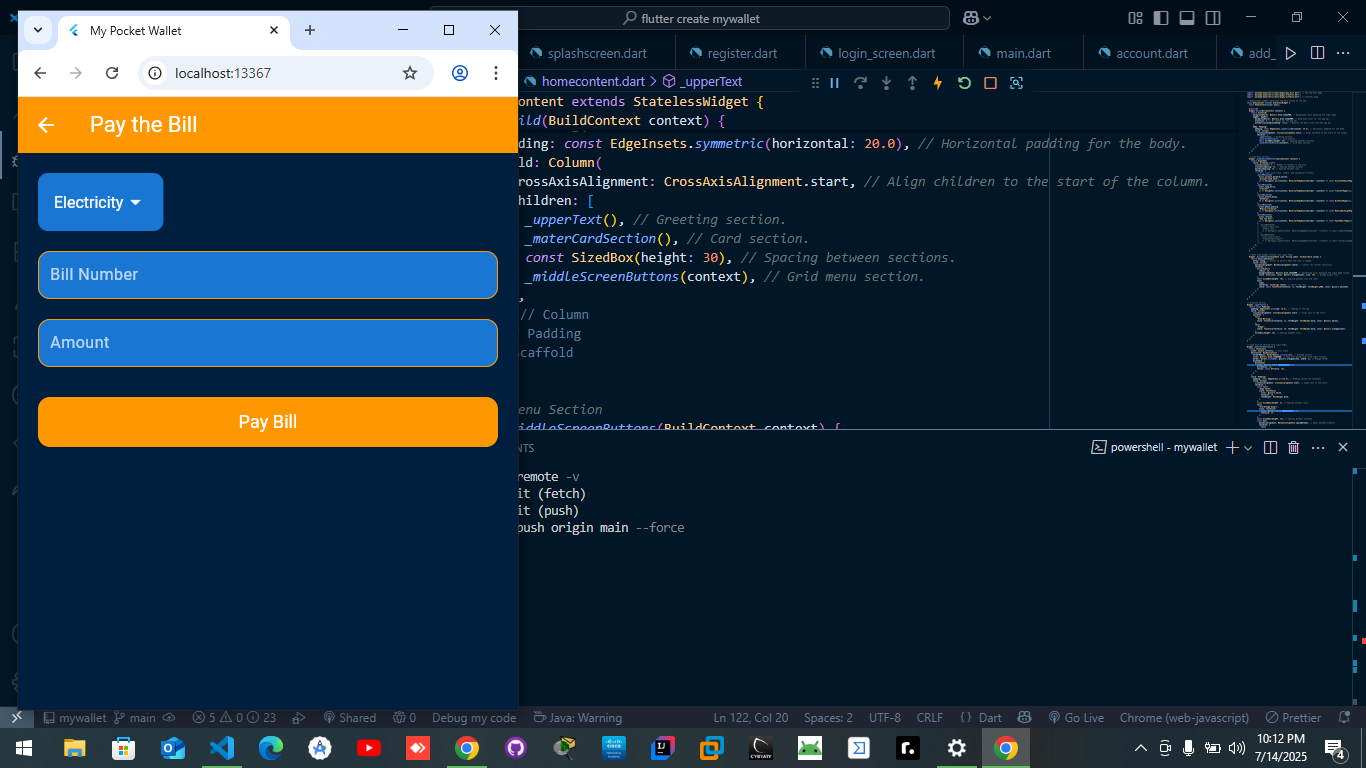 flutter create mywallet
My Pocket Wallet
localhost:13367
Pay the Bill
Electricity
Bill Number
Amount
Pay Bill
splashscreen.dart
register.dart
login_screen.dart
main.dart
account.dart
add_
homecontent.dart > _upperText
ontent extends StatelessWidget {
ild(BuildContext context) {
ding: const EdgeInsets.symmetric(horizontal: 20.0), // Horizontal padding for the body.
ld: Column(
rossAxisAlignment: CrossAxisAlignment.start, // Align children to the start of the column.
hildren: [
_upperText(), // Greeting section.
_materCardSection(), // Card section.
const SizedBox(height: 30), // Spacing between sections.
_middleScreenButtons(context), // Grid menu section.
,
// Column
Padding
caffold
enu Section
iddleScreenButtons(BuildContext context) {
NTS
powershell - mywallet
remote -v
it (fetch)
it (push)
push origin main --force
mywallet
main
5
0
23
Shared
0
Debug my code
Java: Warning
Ln 122, Col 20
Spaces: 2
UTF-8
CRLF
{ } Dart
Go Live
Chrome (web-javascript)
Prettier
10:12 PM
7/14/2025
4